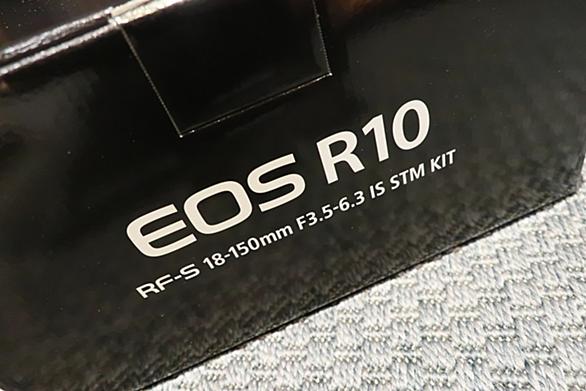 EOS R10
RF-S 18-150mm F3.5-6.3 IS STM KIT